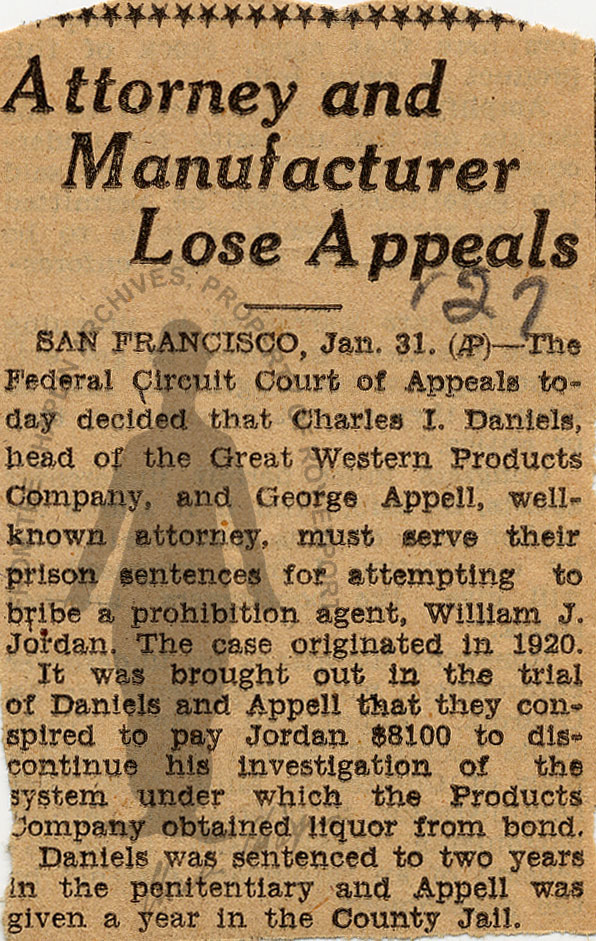 Attorney and
Manufacturer
Lose Appeals
'27
SAN FRANCISCO, Jan. 31. (AP)—The
Federal Circuit Court of Appeals to-
day decided that Charles I. Daniels,
head of the Great Western Products
Company, and George Appell, well-
known attorney, must serve their
prison sentences for attempting to
bribe a prohibition agent, William J.
Jordan. The case originated in 1920.
It was brought out in the trial
of Daniels and Appell that they con-
spired to pay Jordan $8100 to dis-
continue his investigation of the
system under which the Products
Company obtained liquor from bond.
Daniels was sentenced to two years
in the penitentiary and Appell was
given a year in the County Jail.
ARCHIVES, PROPERTY OF